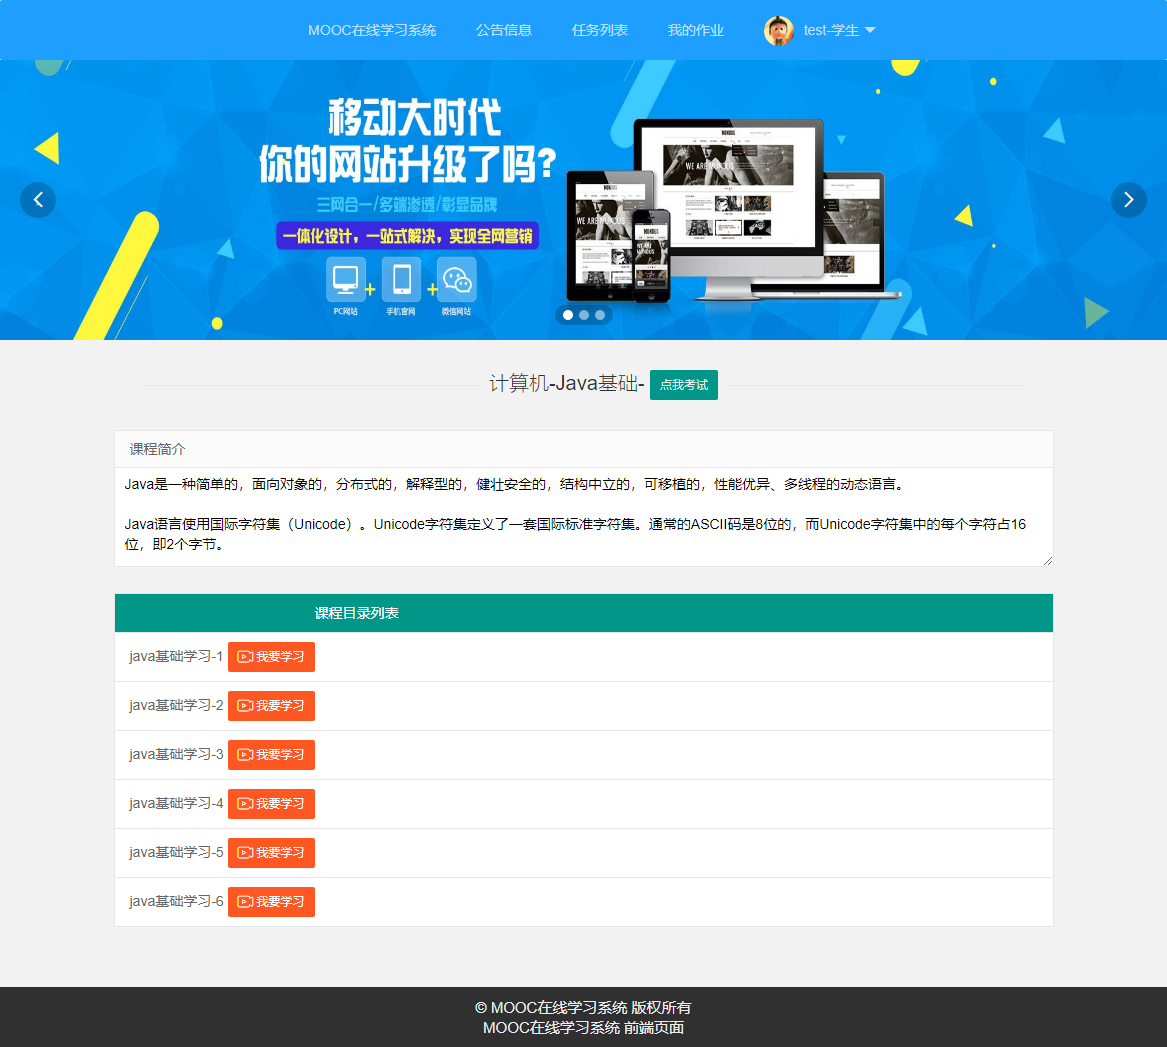 MOOC在线学习系统 公告信息 任务列表 我的作业 test-学生
移动大时代
你的网站升级了吗?
三网合一/多端渗透/彰显品牌
一体化设计，一站式解决，实现全网营销
PC网站 手机官网 微信网站
MUNDUS
WE ARE MUNDUS
计算机-Java基础- 点我考试
课程简介
Java是一种简单的，面向对象的，分布式的，解释型的，健壮安全的，结构中立的，可移植的，性能优异、多线程的动态语言。
Java语言使用国际字符集（Unicode）。Unicode字符集定义了一套国际标准字符集。通常的ASCII码是8位的，而Unicode字符集中的每个字符占16
位，即2个字节。
课程目录列表
java基础学习-1 我要学习
java基础学习-2 我要学习
java基础学习-3 我要学习
java基础学习-4 我要学习
java基础学习-5 我要学习
java基础学习-6 我要学习
© MOOC在线学习系统 版权所有
MOOC在线学习系统 前端页面